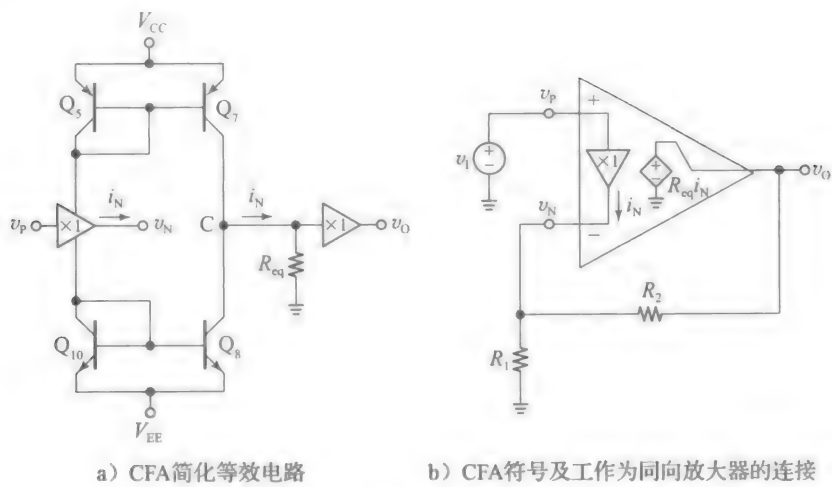 V_CC
Q_5
Q_7
v_P
×1
i_N
v_N
C
i_N
×1
v_O
R_eq
Q_10
Q_8
V_EE
a）CFA简化等效电路
v_P
+
v_I
+
−
×1
+
−
R_eq i_N
v_O
v_N
i_N
−
R_2
R_1
b）CFA符号及工作为同向放大器的连接